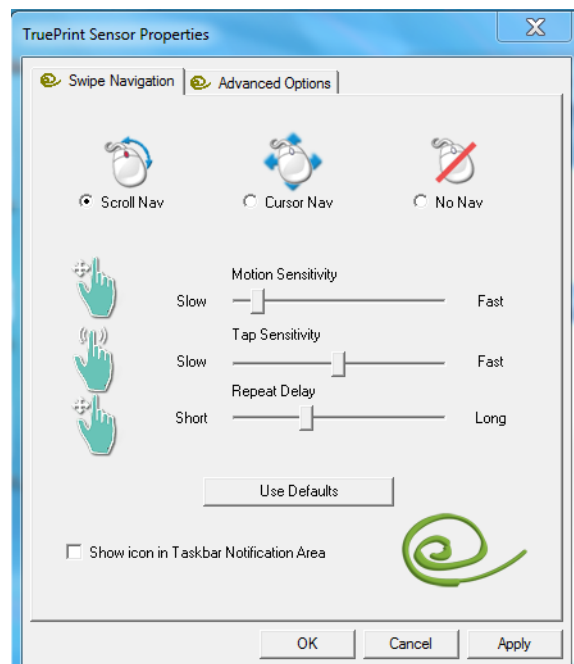 TruePrint Sensor Properties
X
Swipe Navigation Advanced Options
Scroll Nav Cursor Nav No Nav
Motion Sensitivity
Slow Fast
Tap Sensitivity
Slow Fast
Repeat Delay
Short Long
Use Defaults
Show icon in Taskbar Notification Area
OK Cancel Apply